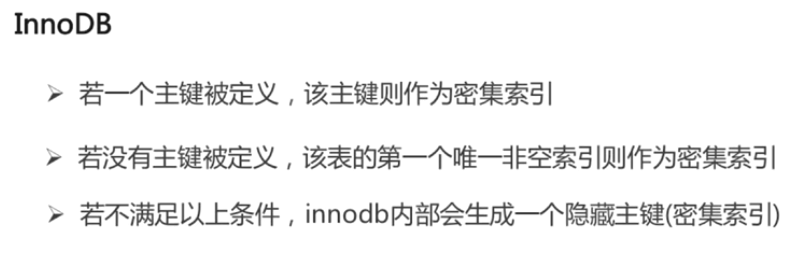 InnoDB
➢ 若一个主键被定义，该主键则作为密集索引
➢ 若没有主键被定义，该表的第一个唯一非空索引则作为密集索引
➢ 若不满足以上条件，innodb内部会生成一个隐藏主键(密集索引)